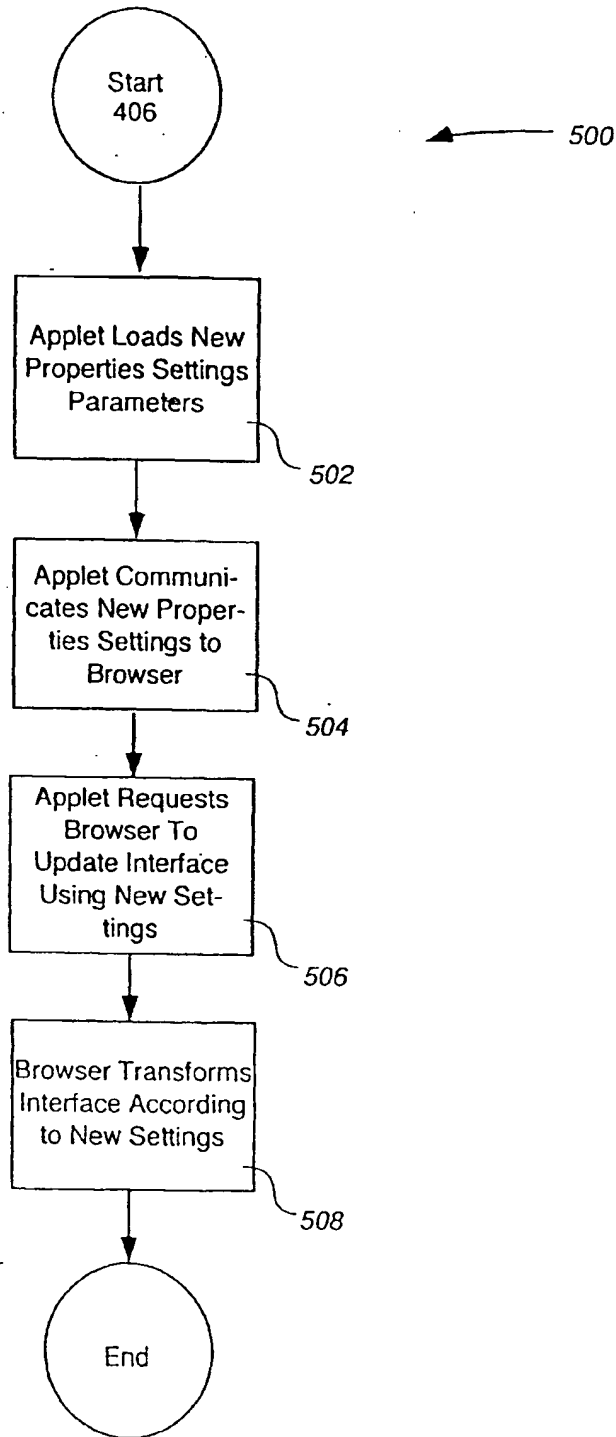 Start
406
500
Applet Loads New
Properties Settings
Parameters
502
Applet Communi-
cates New Proper-
ties Settings to
Browser
504
Applet Requests
Browser To
Update Interface
Using New Set-
tings
506
Browser Transforms
Interface According
to New Settings
508
End